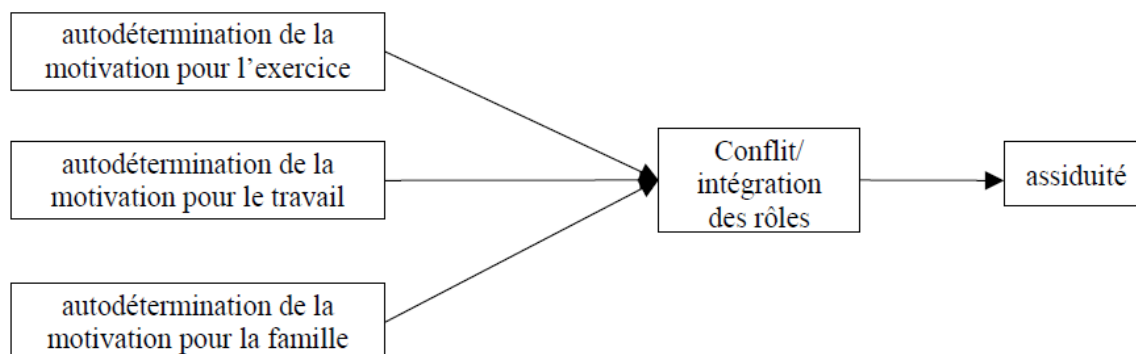 autodétermination de la
motivation pour l’exercice
autodétermination de la
motivation pour le travail
autodétermination de la
motivation pour la famille
Conflit/
intégration
des rôles
assiduité